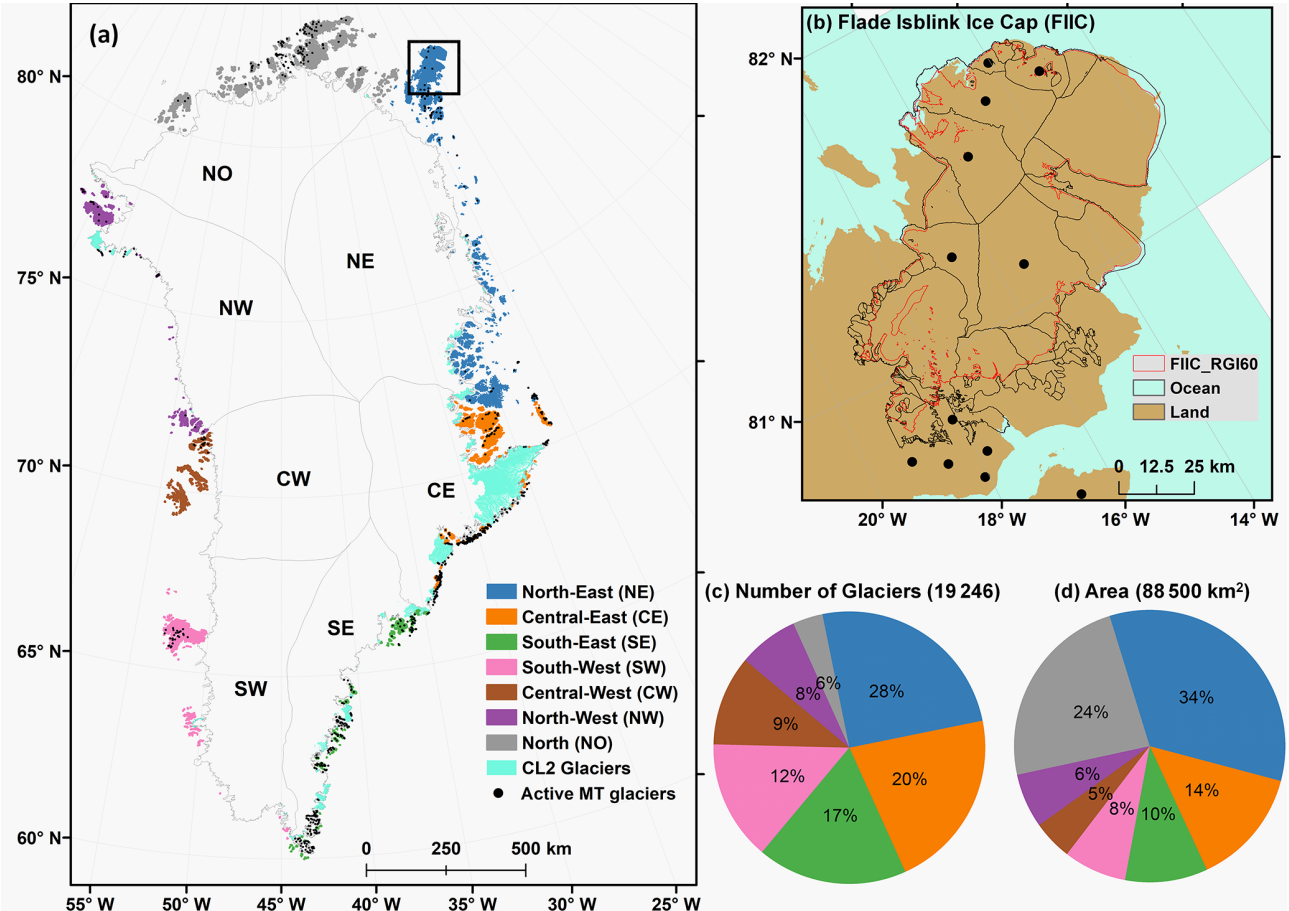 (a)
80° N
75° N
70° N
65° N
60° N
NO
NE
NW
CW
CE
SE
SW
North-East (NE)
Central-East (CE)
South-East (SE)
South-West (SW)
Central-West (CW)
North-West (NW)
North (NO)
CL2 Glaciers
Active MT glaciers
0 250 500 km
55° W 50° W 45° W 40° W 35° W 30° W 25° W
(b) Flade Isblink Ice Cap (FIIC)
82° N
81° N
FIIC_RGI60
Ocean
Land
0 12.5 25 km
20° W 18° W 16° W 14° W
(c) Number of Glaciers (19 246)
28%
20%
17%
12%
9%
8%
6%
(d) Area (88 500 km²)
34%
14%
10%
8%
5%
6%
24%